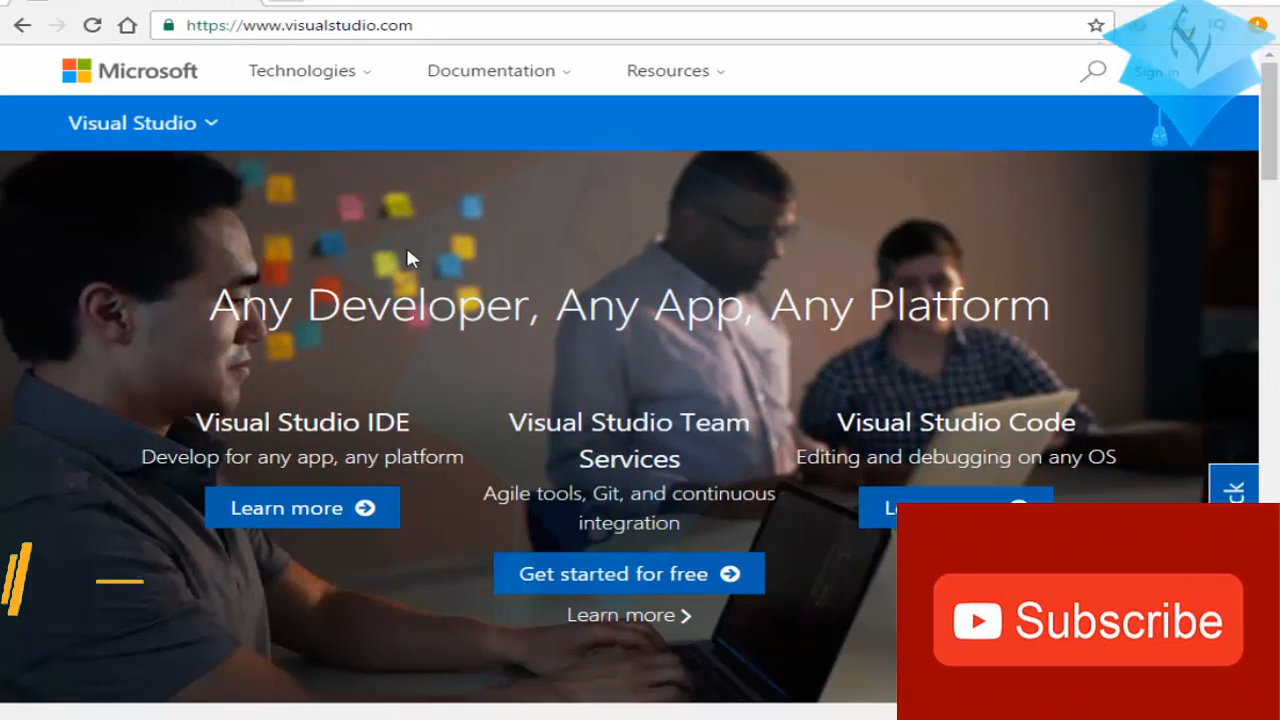 https://www.visualstudio.com
Microsoft
Technologies
Documentation
Resources
Sign in
Visual Studio
Any Developer, Any App, Any Platform
Visual Studio IDE
Develop for any app, any platform
Learn more
Visual Studio Team
Services
Agile tools, Git, and continuous
integration
Get started for free
Learn more
Visual Studio Code
Editing and debugging on any OS
Subscribe